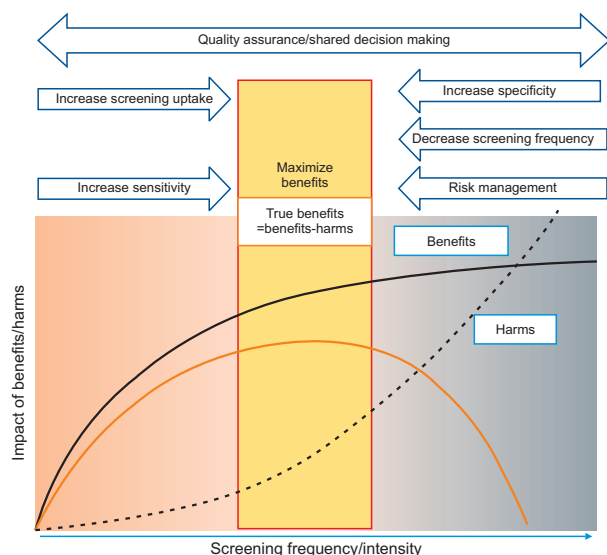 Quality assurance/shared decision making
Increase screening uptake
Increase specificity
Decrease screening frequency
Increase sensitivity
Maximize
benefits
Risk management
True benefits
=benefits-harms
Benefits
Harms
Impact of benefits/harms
Screening frequency/intensity